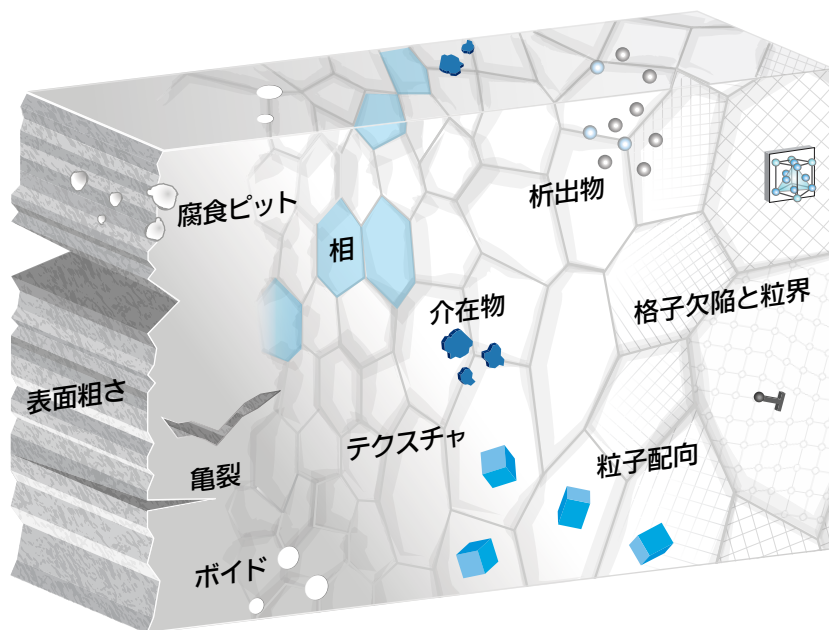 腐食ピット
析出物
相
介在物
格子欠陥と粒界
表面粗さ
テクスチャ
亀裂
粒子配向
ボイド